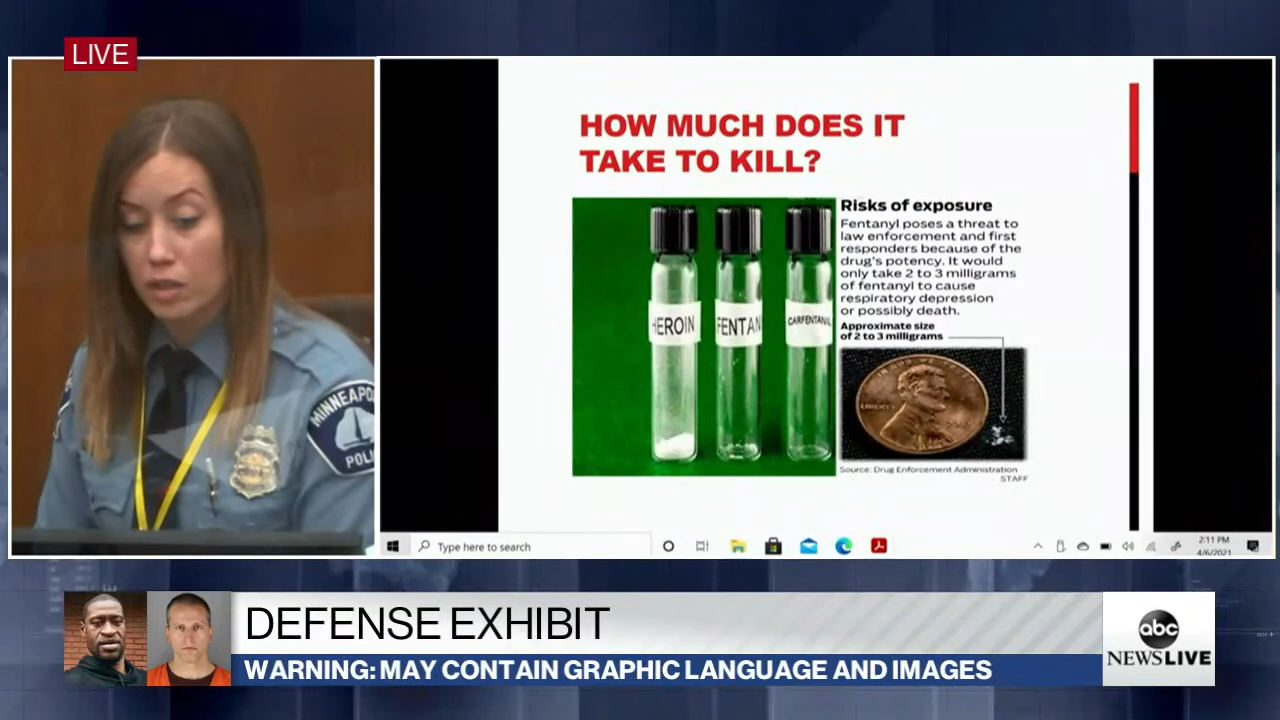 LIVE
HOW MUCH DOES IT
TAKE TO KILL?
HEROIN
FENTAN
CARFENTANIL
Risks of exposure
Fentanyl poses a threat to
law enforcement and first
responders because of the
drug's potency. It would
only take 2 to 3 milligrams
of fentanyl to cause
respiratory depression
or possibly death.
Approximate size
of 2 to 3 milligrams
LIBERTY
Source: Drug Enforcement Administration
STAFF
MINNEAPO
POLI
Type here to search
2:11 PM
4/6/2021
DEFENSE EXHIBIT
WARNING: MAY CONTAIN GRAPHIC LANGUAGE AND IMAGES
abc
NEWSLIVE